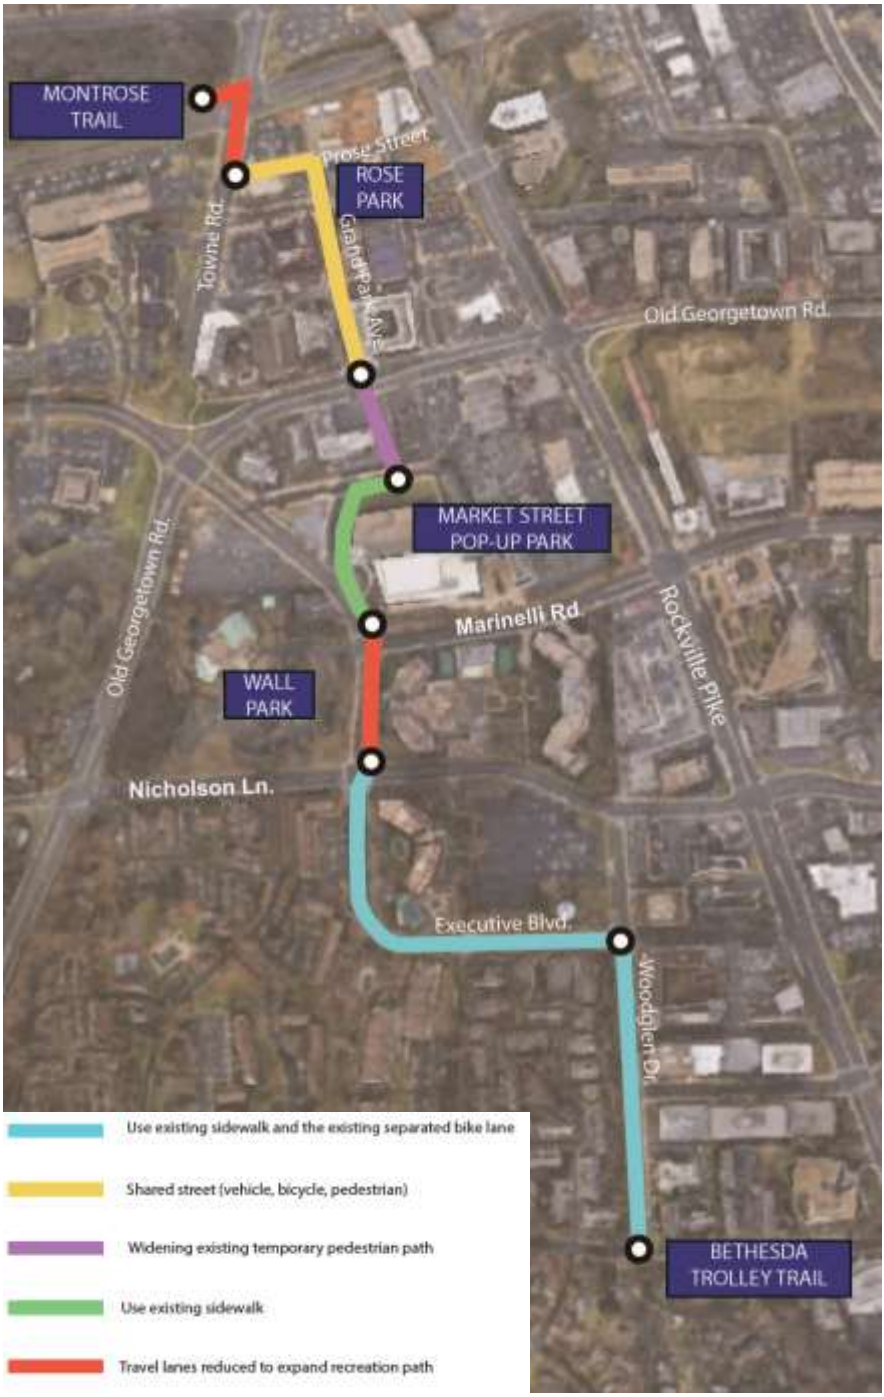 MONTROSE
TRAIL
Prose Street
ROSE
PARK
Towne Rd.
Grand Park Ave
Old Georgetown Rd.
MARKET STREET
POP-UP PARK
Old Georgetown Rd.
Marinelli Rd
Rockville Pike
WALL
PARK
Nicholson Ln.
Executive Blvd.
Woodglen Dr.
BETHESDA
TROLLEY TRAIL
Use existing sidewalk and the existing separated bike lane
Shared street (vehicle, bicycle, pedestrian)
Widening existing temporary pedestrian path
Use existing sidewalk
Travel lanes reduced to expand recreation path